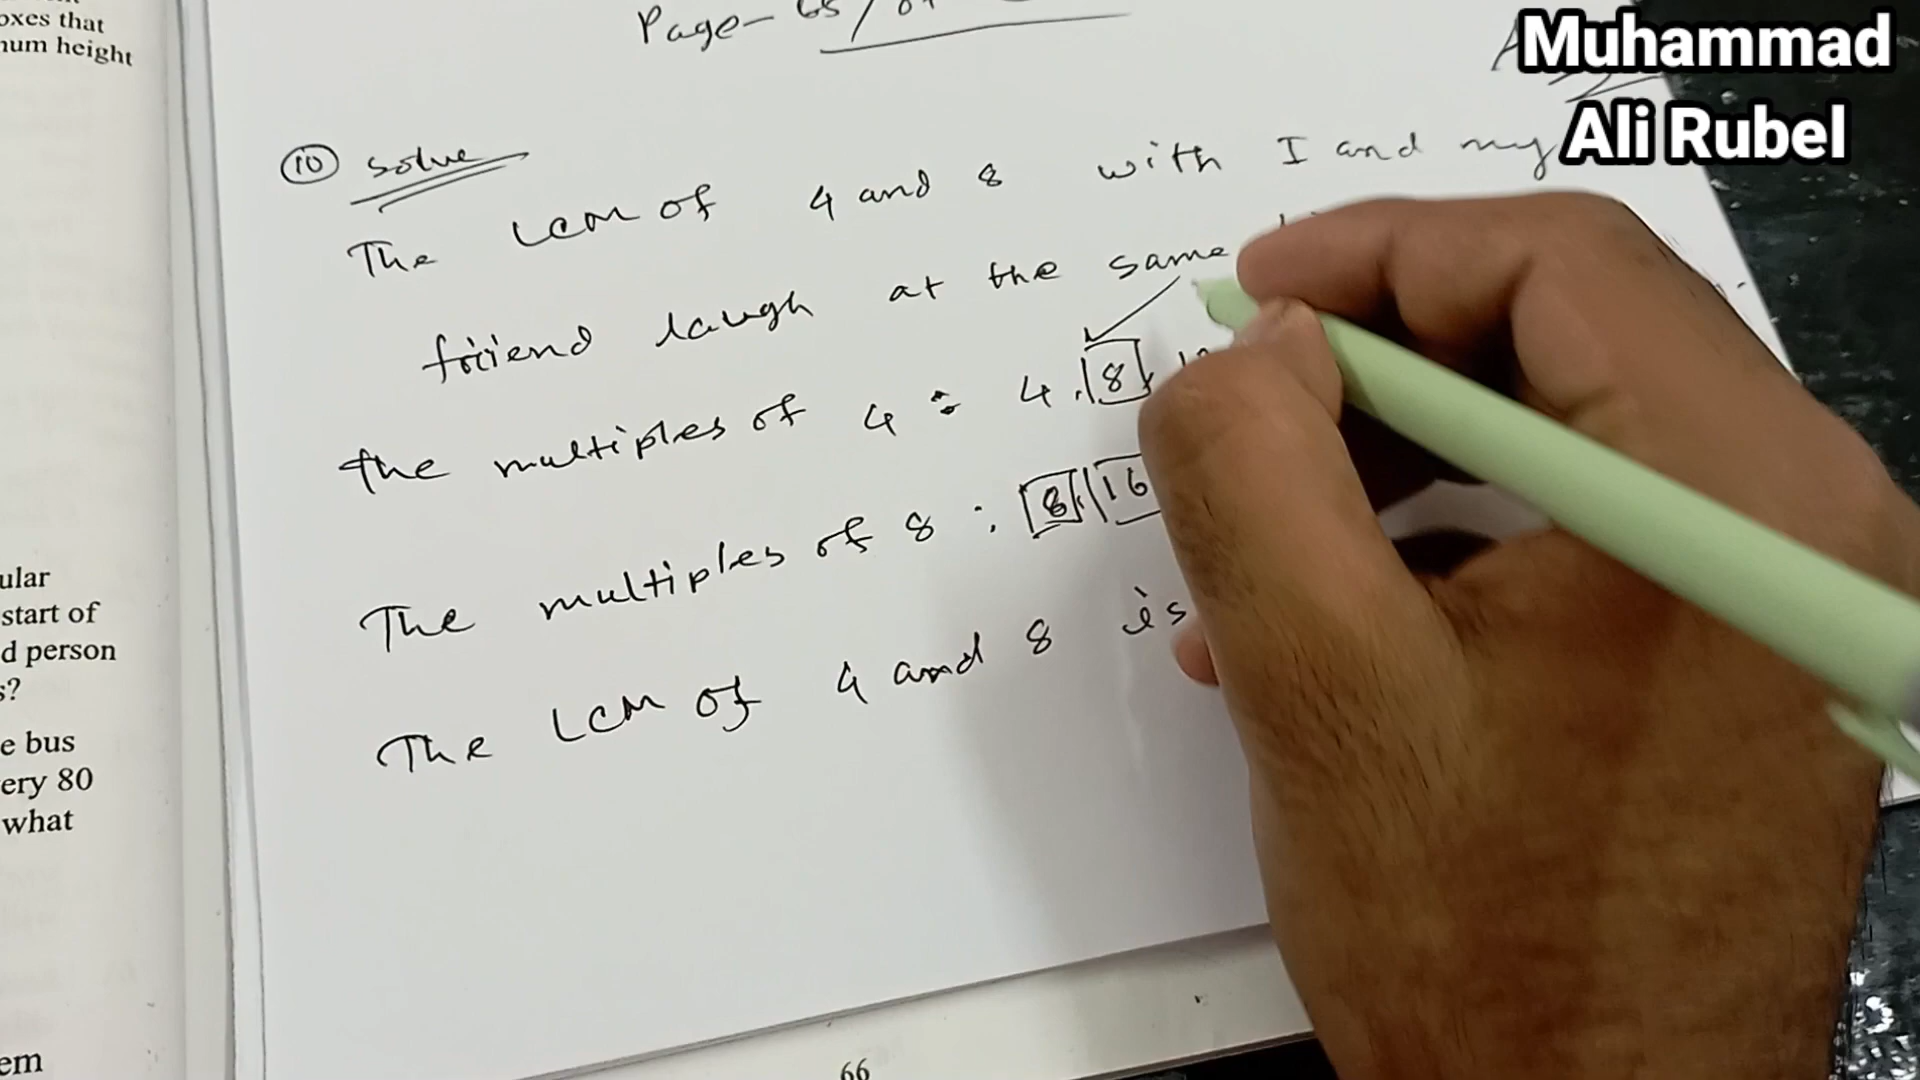 oxes that
num height
Page-
Muhammad
Ali Rubel
10 solve
The LCM of 4 and 8 with I and my
friend laugh at the same
the multiples of 4 : 4, 8,
The multiples of 8 : 8, 16
The LCM of 4 and 8 is
ular
start of
d person
s?
e bus
ery 80
what
em
66